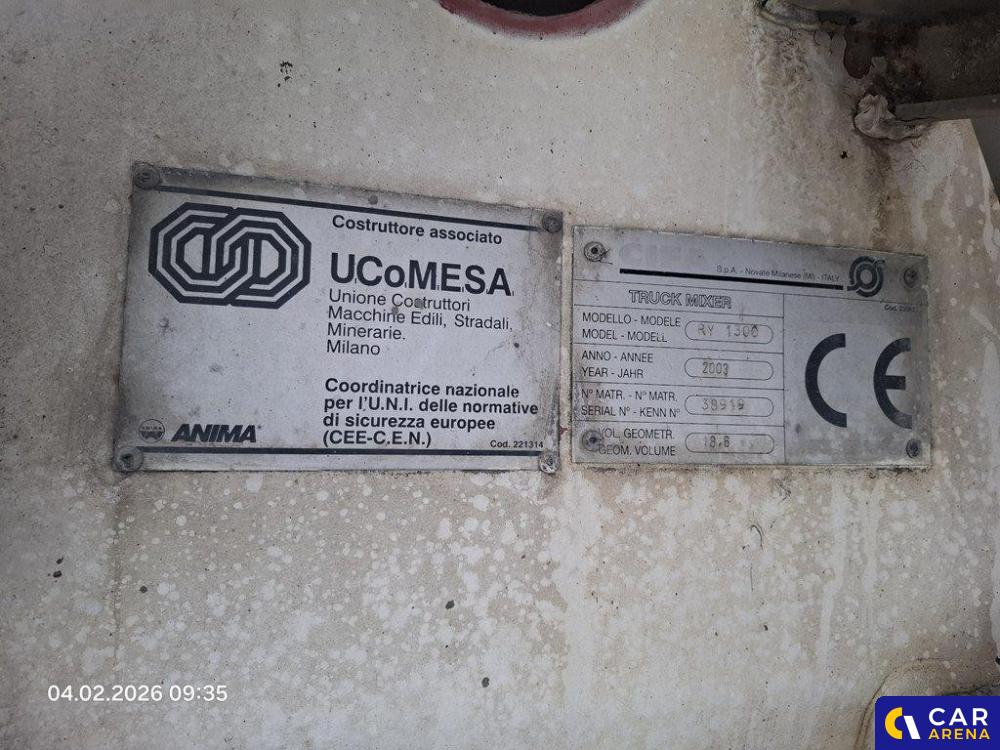 Costruttore associato
U.Co.M.E.S.A.
Unione Costruttori
Macchine Edili, Stradali,
Minerarie.
Milano
Coordinatrice nazionale
per l'U.N.I. delle normative
di sicurezza europee
(CEE-C.E.N.)
ANIMA
Cod. 221314
S.p.A. - Novate Milanese (MI) - ITALY
TRUCK MIXER
MODELLO - MODELE
MODEL - MODELL
RY 1300
ANNO - ANNEE
YEAR - JAHR
2003
N° MATR. - N° MATR.
SERIAL N° - KENN N°
38919
VOL. GEOMETR.
GEOM. VOLUME
CE
04.02.2026 09:35
CAR
ARENA